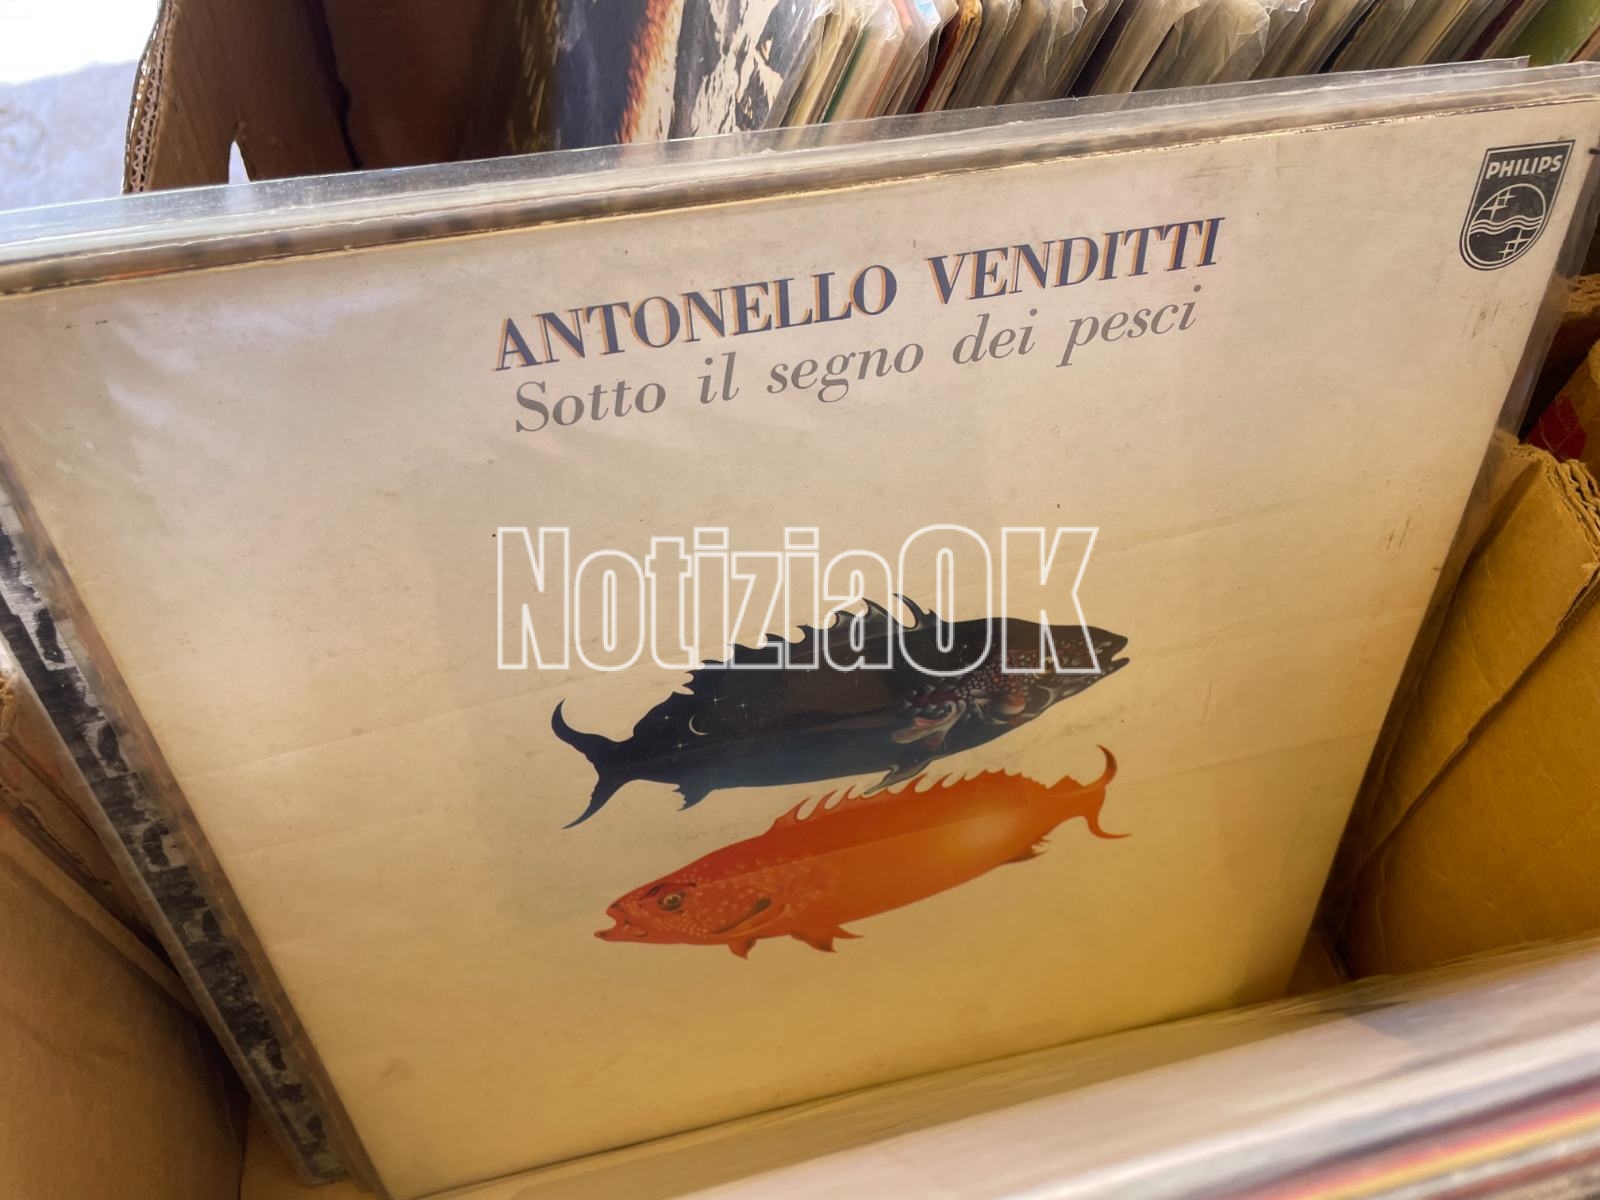 PHILIPS
ANTONELLO VENDITTI
Sotto il segno dei pesci
NotiziaOK